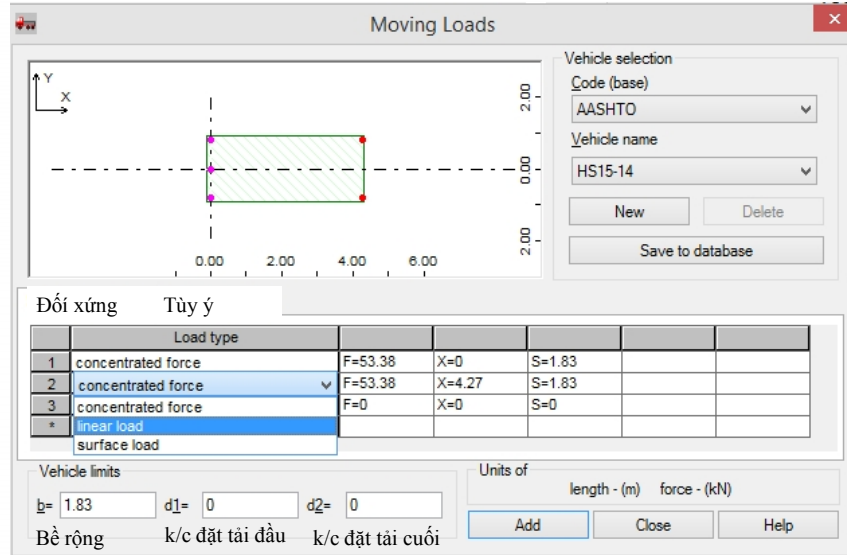 Moving Loads
Y
X
2.00
0.00
2.00
0.00 2.00 4.00 6.00
Vehicle selection
Code (base)
AASHTO
Vehicle name
HS15-14
New Delete
Save to database
Đối xứng Tùy ý
Load type
1 concentrated force F=53.38 X=0 S=1.83
2 concentrated force F=53.38 X=4.27 S=1.83
3 concentrated force F=0 X=0 S=0
* linear load
surface load
Vehicle limits
b= 1.83 d1= 0 d2= 0
Bề rộng k/c đặt tải đầu k/c đặt tải cuối
Units of
length - (m) force - (kN)
Add Close Help